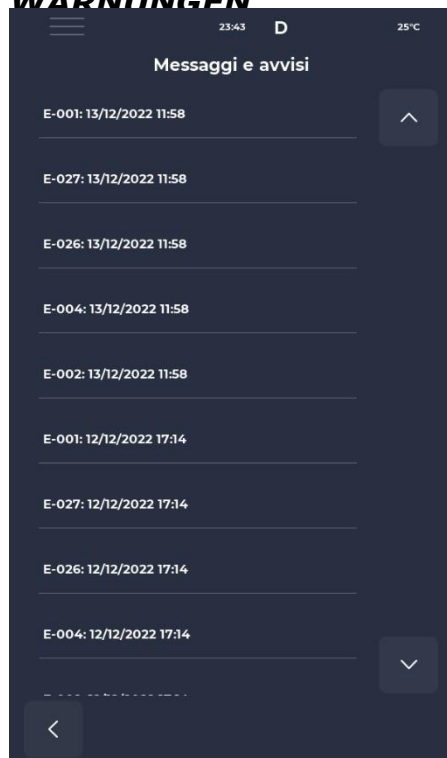 WARNUNGEN
23:43 D 25°C
Messaggi e avvisi
E-001: 13/12/2022 11:58
E-027: 13/12/2022 11:58
E-026: 13/12/2022 11:58
E-004: 13/12/2022 11:58
E-002: 13/12/2022 11:58
E-001: 12/12/2022 17:14
E-027: 12/12/2022 17:14
E-026: 12/12/2022 17:14
E-004: 12/12/2022 17:14